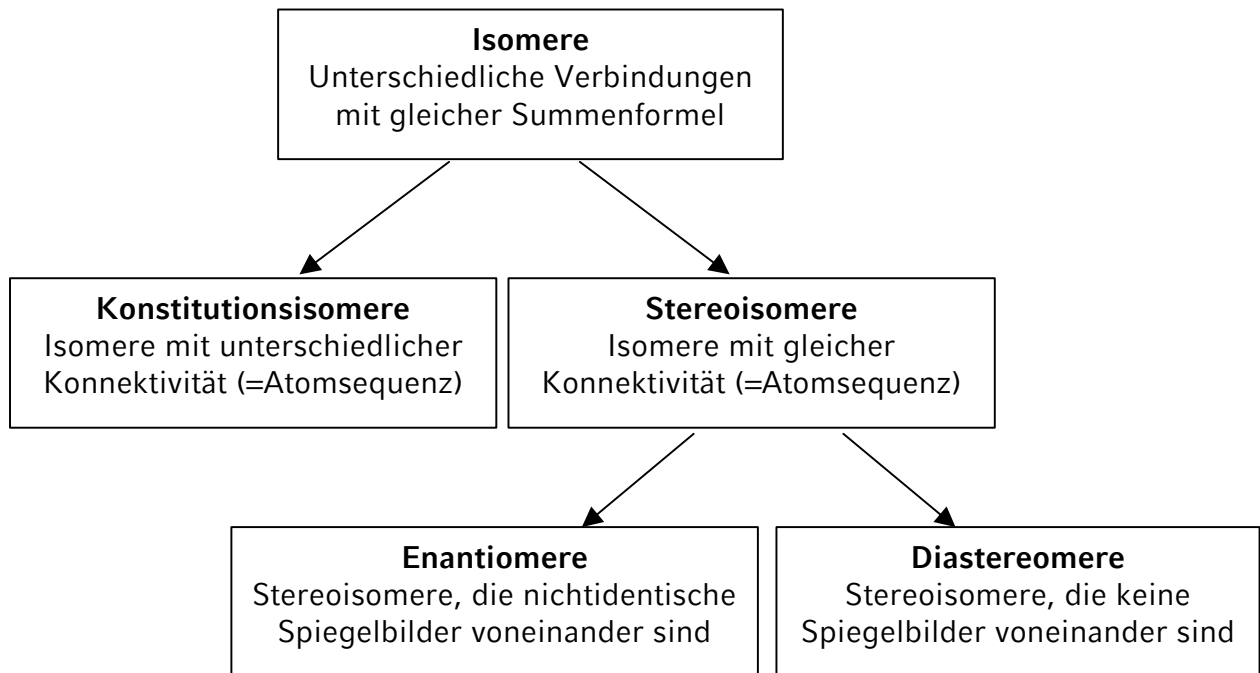 Isomere
Unterschiedliche Verbindungen
mit gleicher Summenformel
Konstitutionsisomere
Isomere mit unterschiedlicher
Konnektivität (=Atomsequenz)
Stereoisomere
Isomere mit gleicher
Konnektivität (=Atomsequenz)
Enantiomere
Stereoisomere, die nichtidentische
Spiegelbilder voneinander sind
Diastereomere
Stereoisomere, die keine
Spiegelbilder voneinander sind